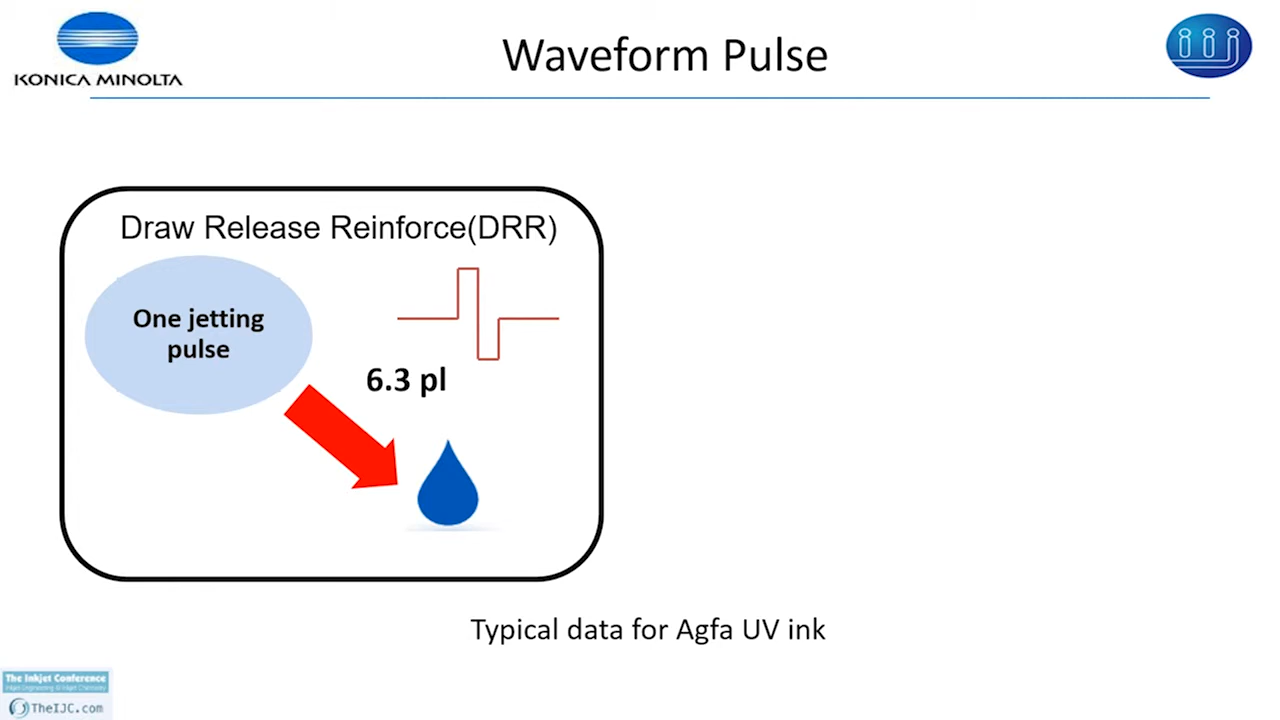 KONICA MINOLTA
Waveform Pulse
iij
Draw Release Reinforce(DRR)
One jetting
pulse
6.3 pl
Typical data for Agfa UV ink
The Inkjet Conference
TheIJC.com